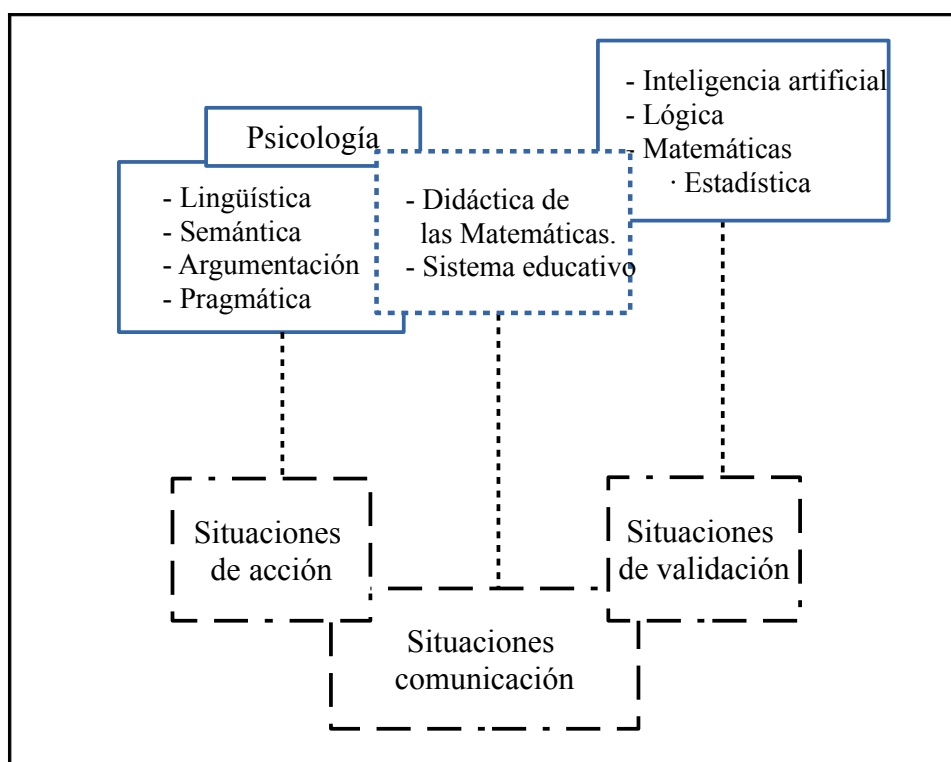 Psicología
- Lingüística
- Semántica
- Argumentación
- Pragmática
- Didáctica de
las Matemáticas.
- Sistema educativo
- Inteligencia artificial
- Lógica
- Matemáticas
· Estadística
Situaciones
de acción
Situaciones
comunicación
Situaciones
de validación